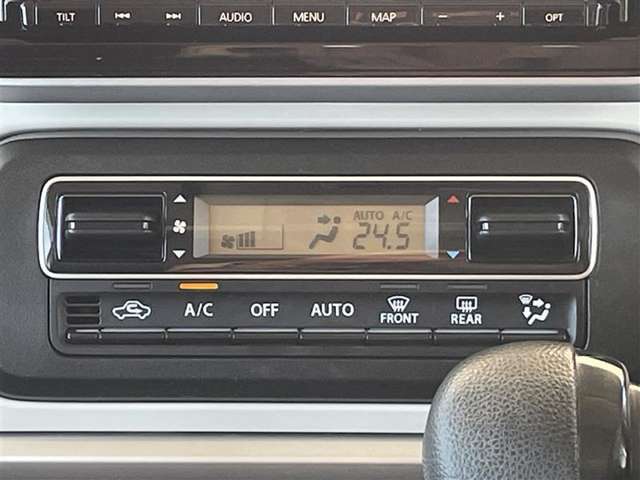 TILT AUDIO MENU MAP − + OPT
AUTO A/C
24.5
A/C OFF AUTO FRONT REAR